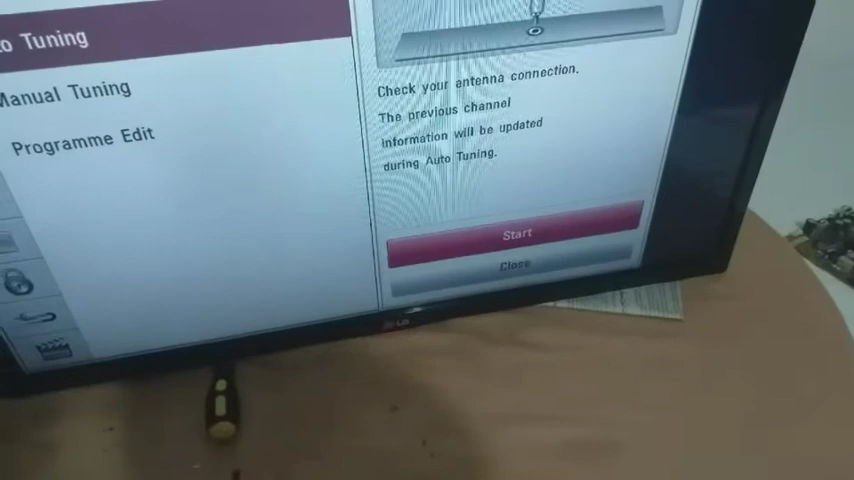 to Tuning
Manual Tuning
Programme Edit
Check your antenna connection.
The previous channel
information will be updated
during Auto Tuning.
Start
Close
LG